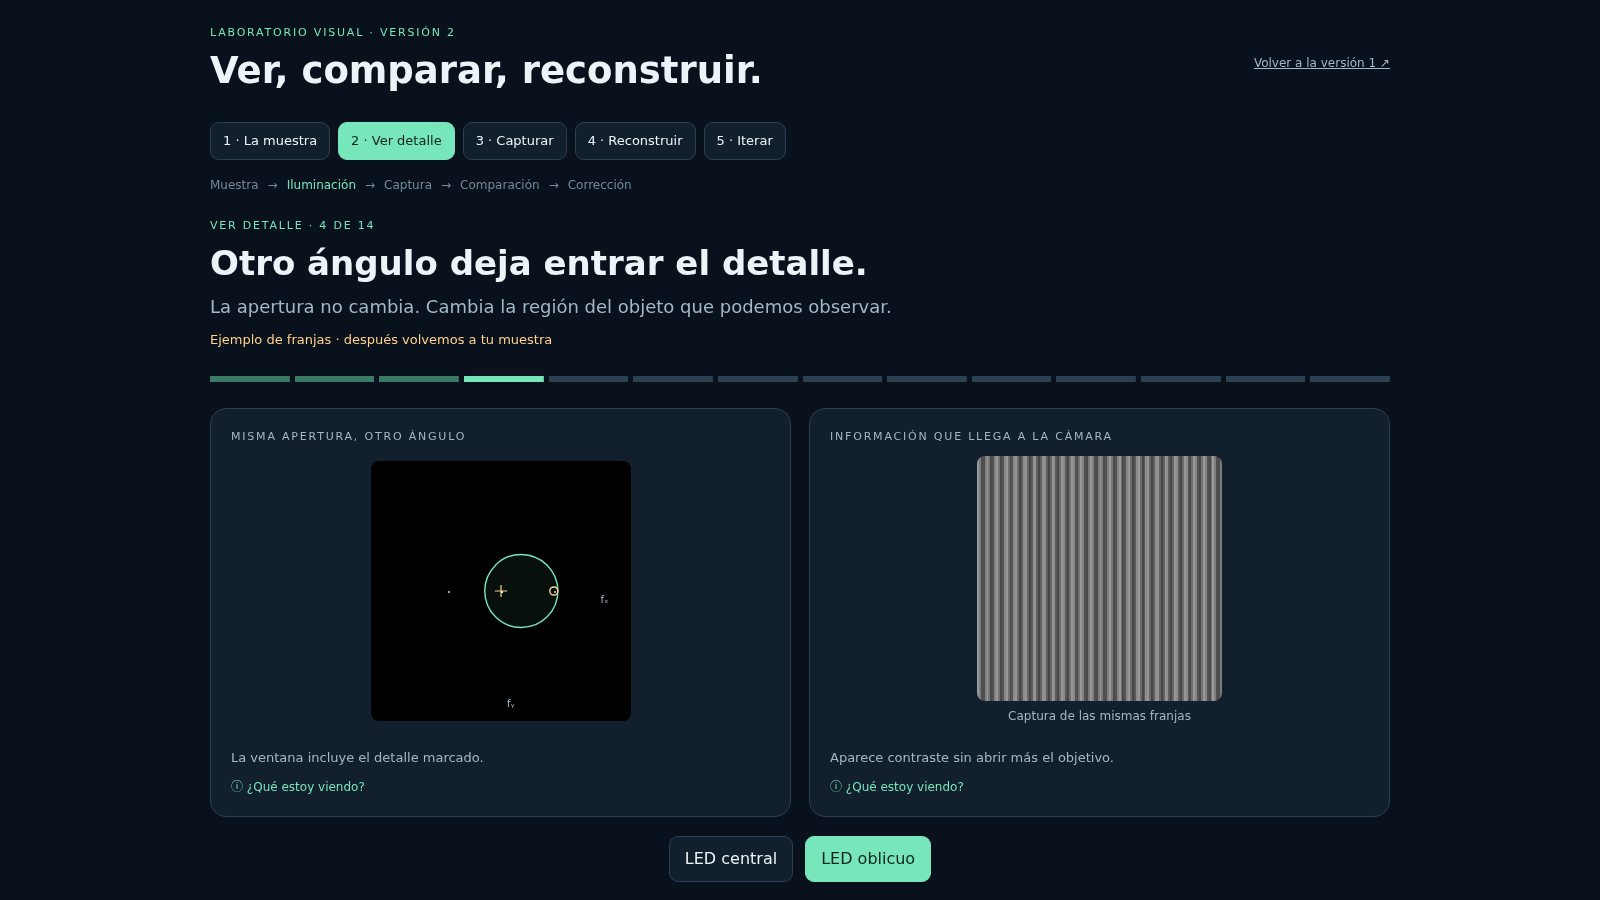 LABORATORIO VISUAL · VERSIÓN 2
Ver, comparar, reconstruir.
Volver a la versión 1 ↗
1 · La muestra
2 · Ver detalle
3 · Capturar
4 · Reconstruir
5 · Iterar
Muestra → Iluminación → Captura → Comparación → Corrección
VER DETALLE · 4 DE 14
Otro ángulo deja entrar el detalle.
La apertura no cambia. Cambia la región del objeto que podemos observar.
Ejemplo de franjas · después volvemos a tu muestra
MISMA APERTURA, OTRO ÁNGULO
fₓ
fᵧ
La ventana incluye el detalle marcado.
ⓘ ¿Qué estoy viendo?
INFORMACIÓN QUE LLEGA A LA CÁMARA
Captura de las mismas franjas
Aparece contraste sin abrir más el objetivo.
ⓘ ¿Qué estoy viendo?
LED central
LED oblicuo